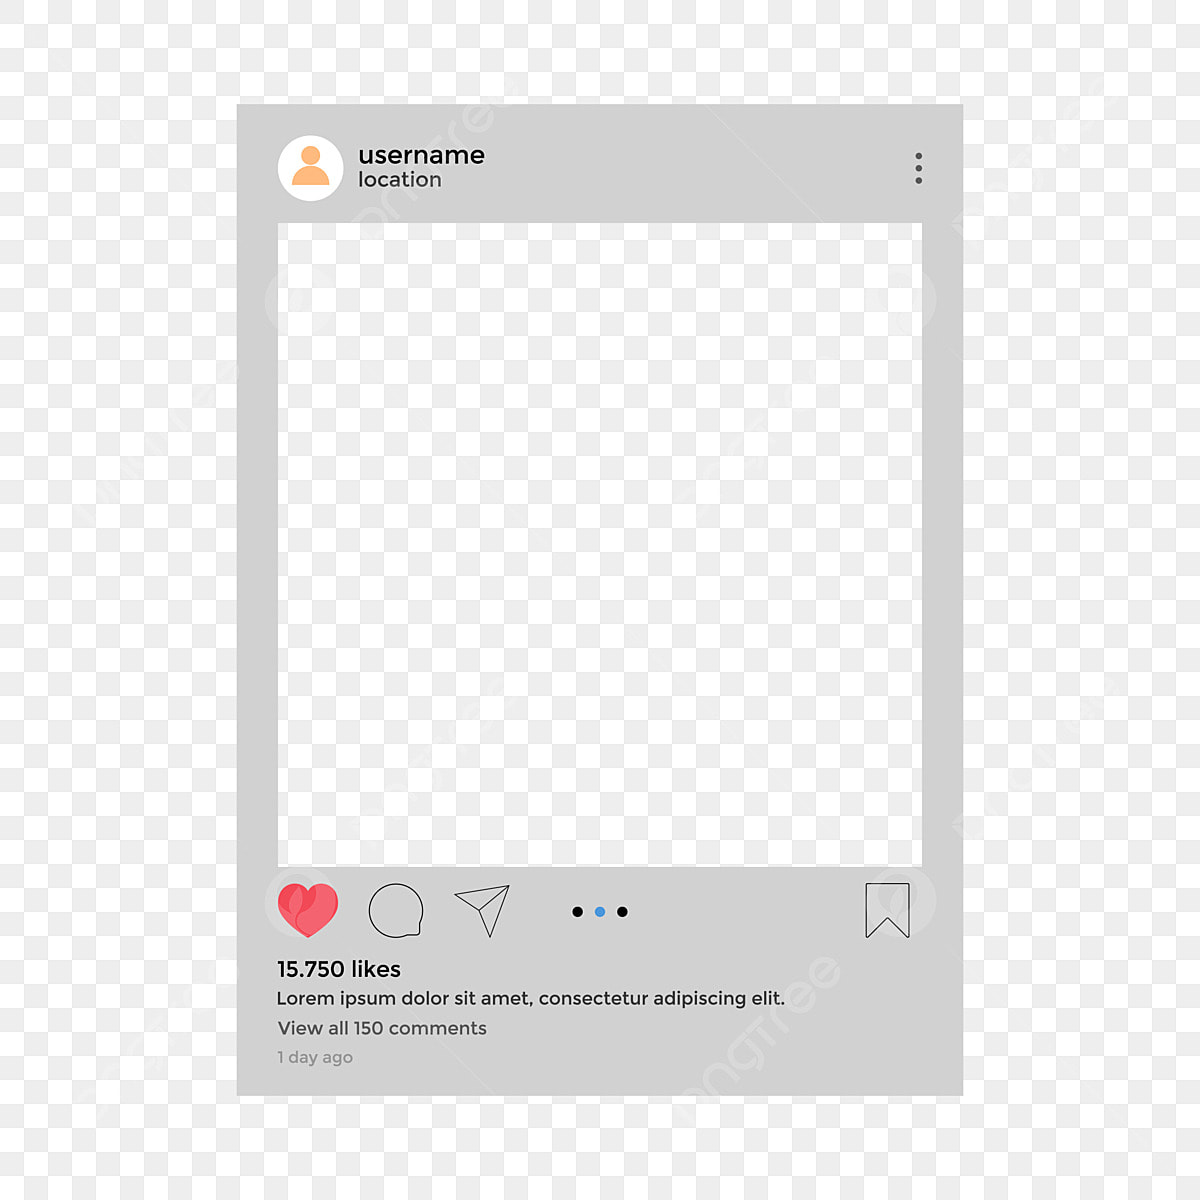 username
location
15.750 likes
Lorem ipsum dolor sit amet, consectetur adipiscing elit.
View all 150 comments
1 day ago
pngtree